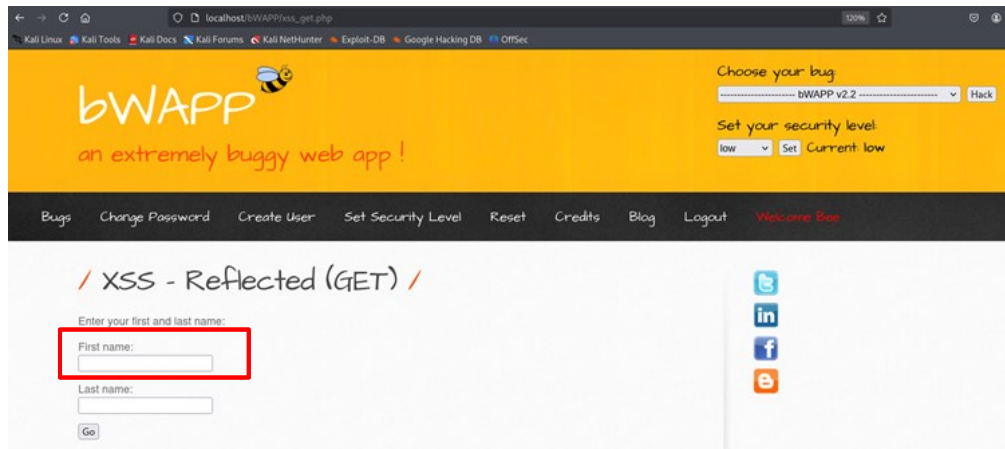 localhost/bWAPP/xss_get.php 120%
Kali Linux Kali Tools Kali Docs Kali Forums Kali NetHunter Exploit-DB Google Hacking DB OffSec
bWAPP
an extremely buggy web app !
Choose your bug:
---------------------- bWAPP v2.2 ---------------------- Hack
Set your security level:
low Set Current: low
Bugs Change Password Create User Set Security Level Reset Credits Blog Logout Welcome Bee
/ XSS - Reflected (GET) /
Enter your first and last name:
First name:
Last name:
Go
in
f